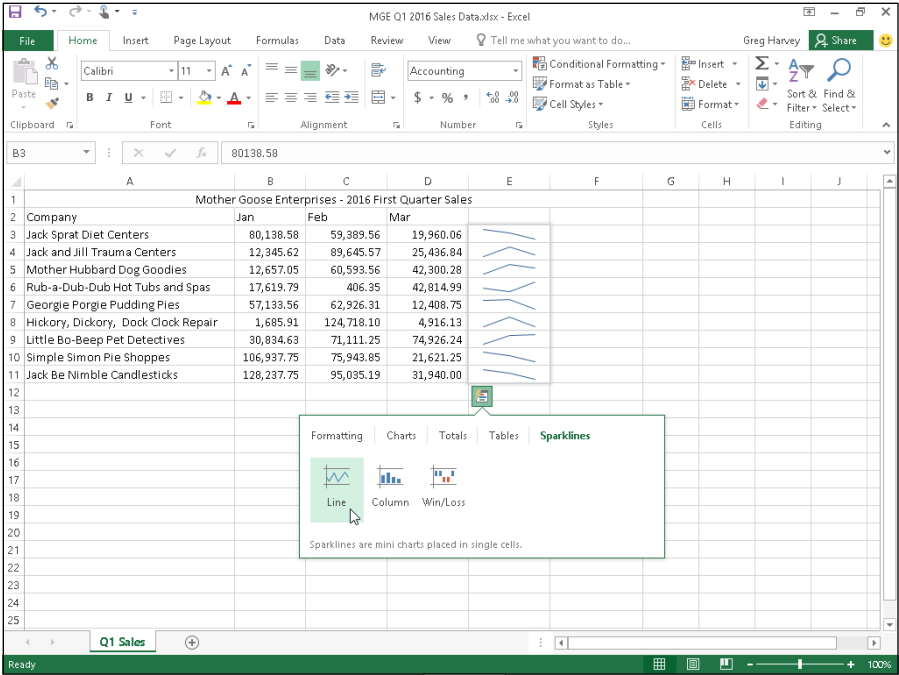 MGE Q1 2016 Sales Data.xlsx - Excel
File Home Insert Page Layout Formulas Data Review View Tell me what you want to do... Greg Harvey Share
Paste
Calibri 11
B I U A
Accounting
$ % ,
Conditional Formatting
Format as Table
Cell Styles
Insert
Delete
Format
Sort & Filter
Find & Select
Clipboard Font Alignment Number Styles Cells Editing
B3 fx 80138.58
A B C D E F G H I J
1 Mother Goose Enterprises - 2016 First Quarter Sales
2 Company Jan Feb Mar
3 Jack Sprat Diet Centers 80,138.58 59,389.56 19,960.06
4 Jack and Jill Trauma Centers 12,345.62 89,645.57 25,436.84
5 Mother Hubbard Dog Goodies 12,657.05 60,593.56 42,300.28
6 Rub-a-Dub-Dub Hot Tubs and Spas 17,619.79 406.35 42,814.99
7 Georgie Porgie Pudding Pies 57,133.56 62,926.31 12,408.75
8 Hickory, Dickory, Dock Clock Repair 1,685.91 124,718.10 4,916.13
9 Little Bo-Beep Pet Detectives 30,834.63 71,111.25 74,926.24
10 Simple Simon Pie Shoppes 106,937.75 75,943.85 21,621.25
11 Jack Be Nimble Candlesticks 128,237.75 95,035.19 31,940.00
12
13
14
15
16
17
18
19
20
21
22
23
24
25
Formatting Charts Totals Tables Sparklines
Line Column Win/Loss
Sparklines are mini charts placed in single cells.
Q1 Sales
Ready 100%